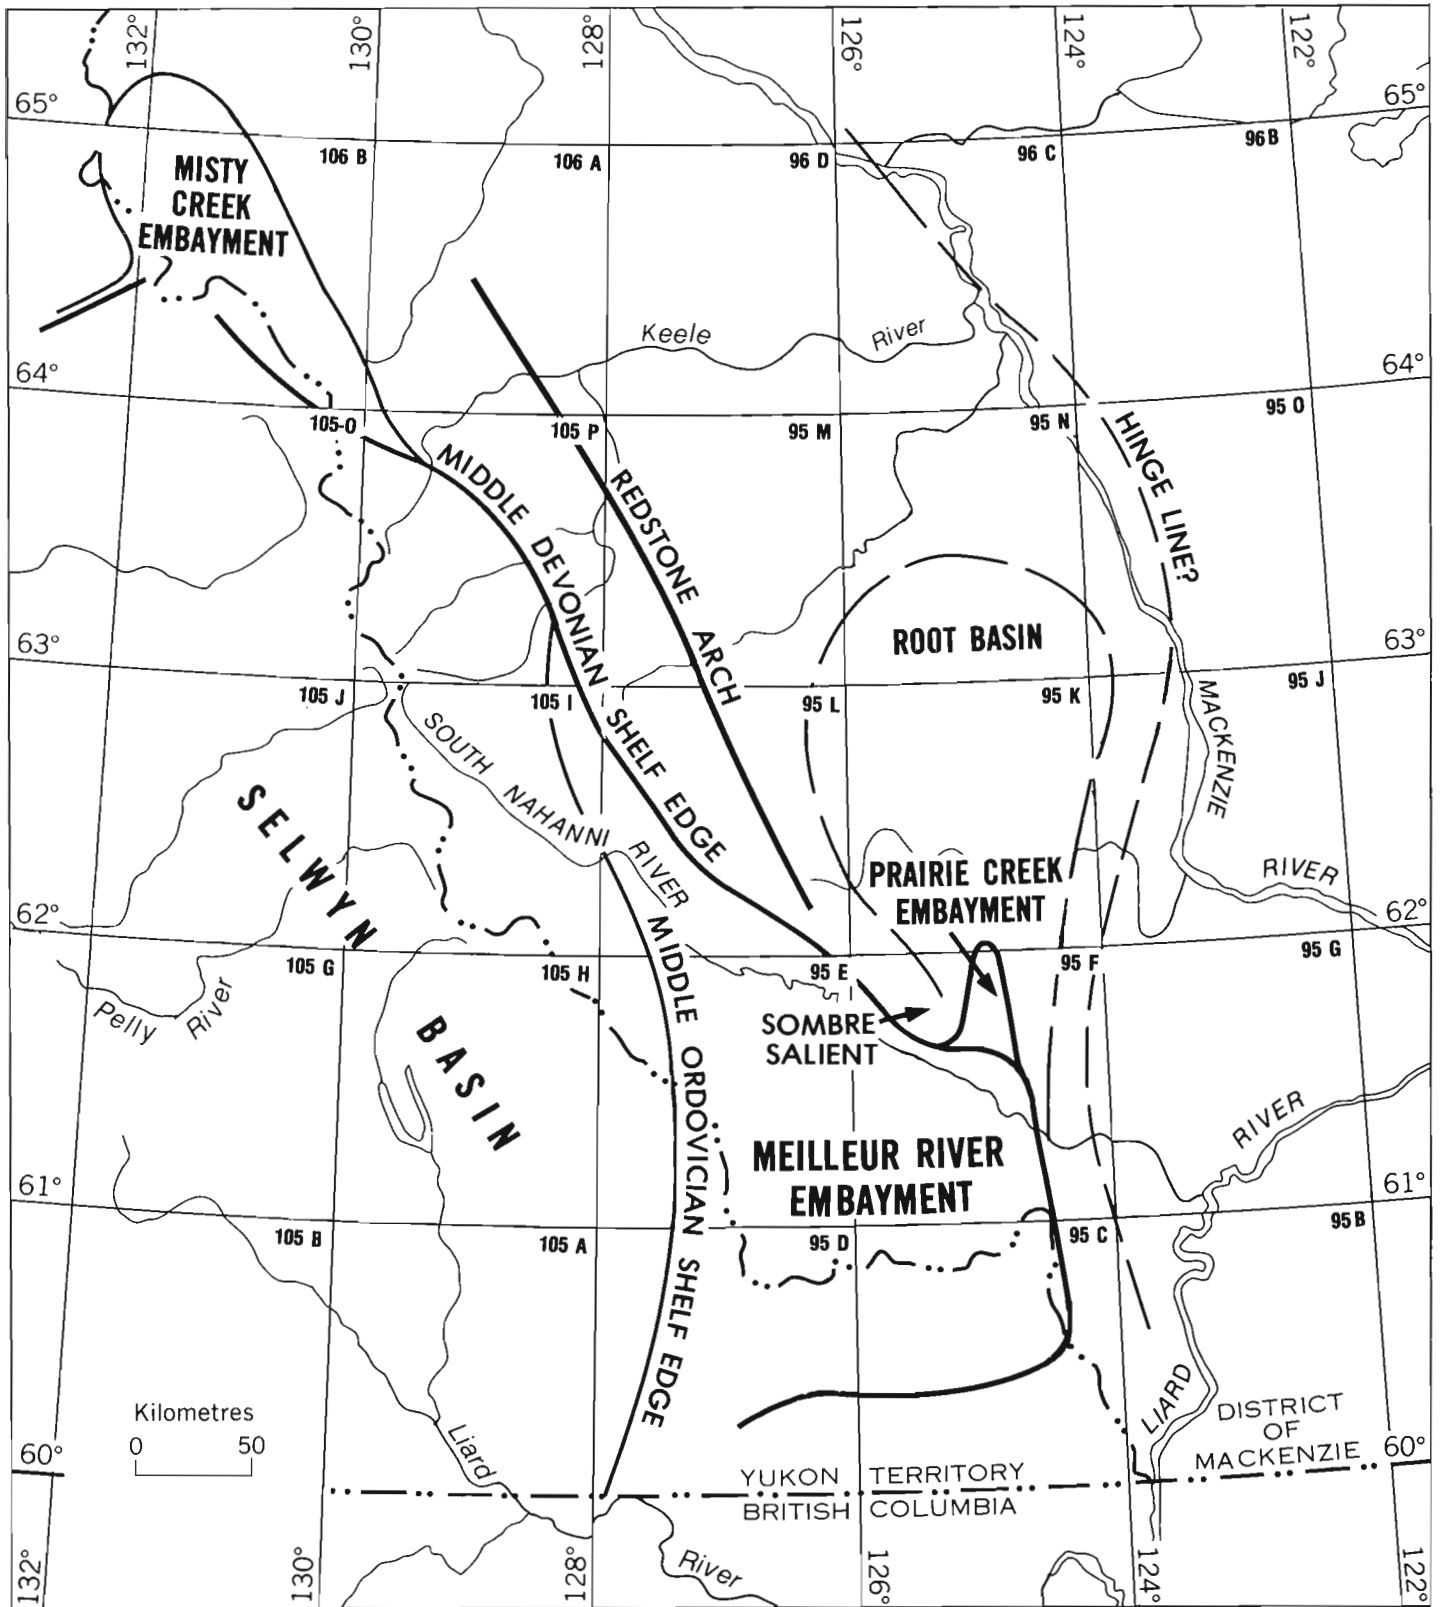 132°
130°
128°
126°
124°
122°
65°
65°
106 B
106 A
96 D
96 C
96 B
MISTY
CREEK
EMBAYMENT
Keele
River
64°
64°
105-O
105 P
95 M
95 N
95 O
HINGE LINE?
MIDDLE DEVONIAN SHELF EDGE
REDSTONE ARCH
ROOT BASIN
63°
63°
105 J
105 I
95 L
95 K
95 J
MACKENZIE
RIVER
SOUTH NAHANNI RIVER
SELWYN
BASIN
PRAIRIE CREEK
EMBAYMENT
62°
62°
105 G
105 H
95 E
95 F
95 G
Pelly
River
MIDDLE ORDOVICIAN SHELF EDGE
SOMBRE
SALIENT
RIVER
MEILLEUR RIVER
EMBAYMENT
61°
61°
105 B
105 A
95 D
95 C
95 B
LIARD
Kilometres
0 50
DISTRICT
OF
MACKENZIE
60°
60°
Liard
River
YUKON TERRITORY
BRITISH COLUMBIA
132°
130°
128°
126°
124°
122°